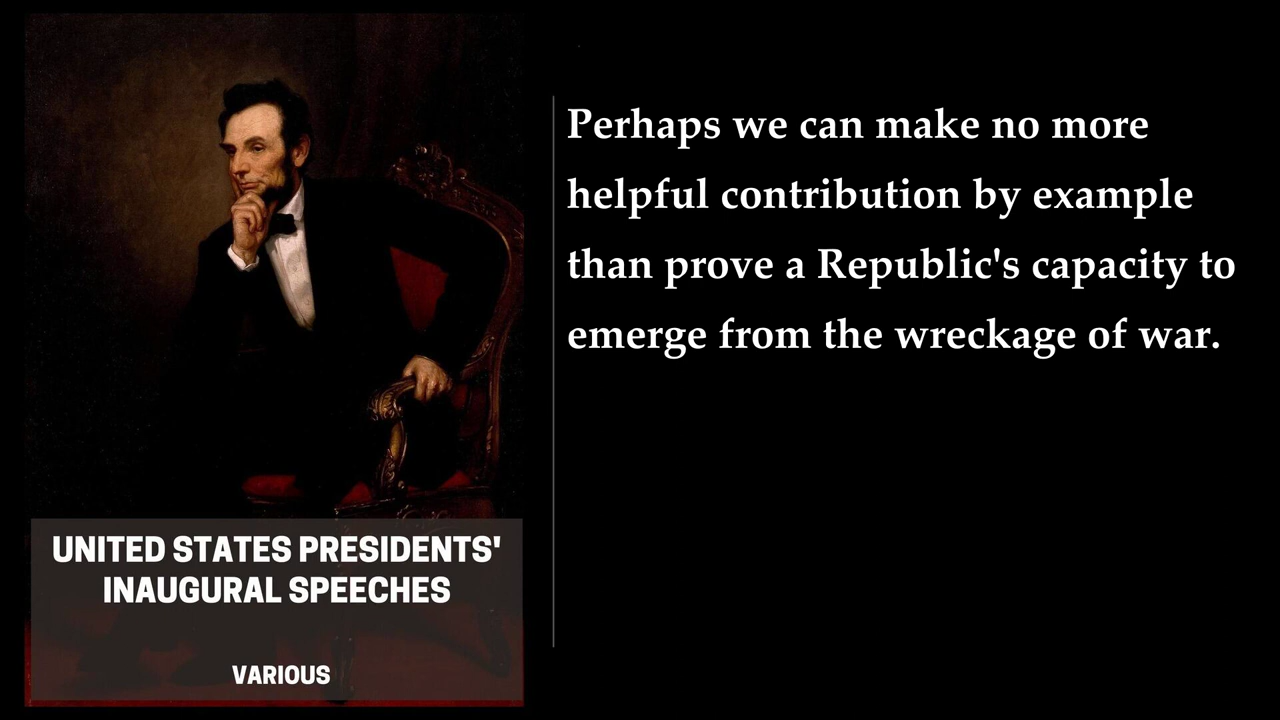 Perhaps we can make no more
helpful contribution by example
than prove a Republic's capacity to
emerge from the wreckage of war.
UNITED STATES PRESIDENTS'
INAUGURAL SPEECHES
VARIOUS